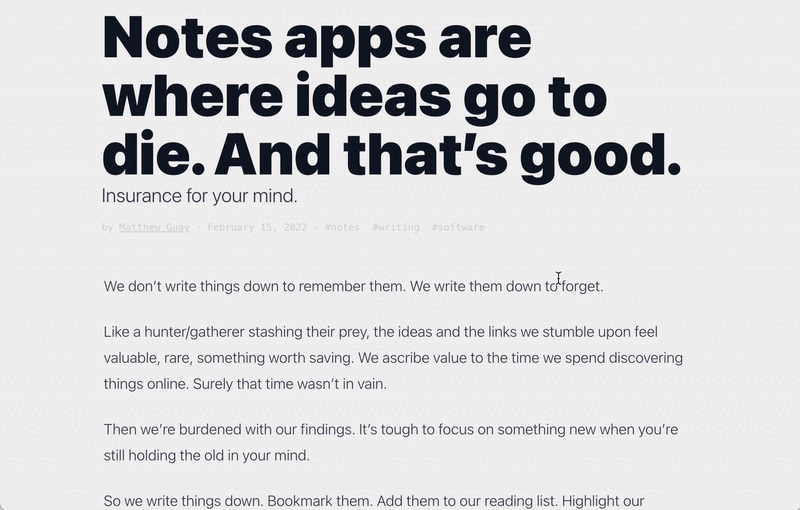 Notes apps are
where ideas go to
die. And that’s good.
Insurance for your mind.
by Matthew Guay · February 15, 2022 · #notes #writing #software
We don’t write things down to remember them. We write them down to forget.
Like a hunter/gatherer stashing their prey, the ideas and the links we stumble upon feel
valuable, rare, something worth saving. We ascribe value to the time we spend discovering
things online. Surely that time wasn’t in vain.
Then we’re burdened with our findings. It’s tough to focus on something new when you’re
still holding the old in your mind.
So we write things down. Bookmark them. Add them to our reading list. Highlight our